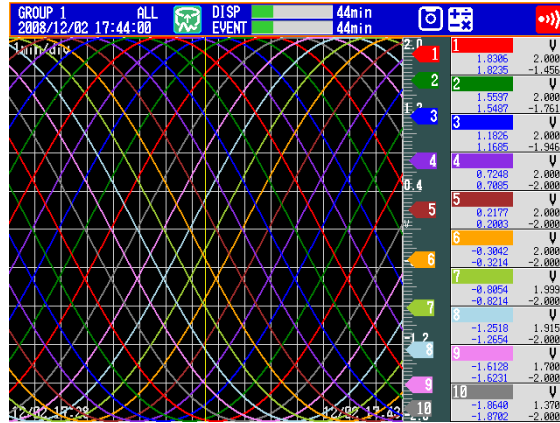 GROUP 1 ALL DISP 44min
2008/12/02 17:44:00 EVENT 44min
1min/div
2.0
0.4
-1.2
12/02 17:28
12/02 17:43
1
2
3
4
5
6
7
8
9
10
1 V
1.8306 2.000
1.8235 -1.456
2 V
1.5597 2.000
1.5487 -1.761
3 V
1.1826 2.000
1.1685 -1.946
4 V
0.7248 2.000
0.7085 -2.000
5 V
0.2177 2.000
0.2003 -2.000
6 V
-0.3042 2.000
-0.3214 -2.000
7 V
-0.8054 1.999
-0.8214 -2.000
8 V
-1.2518 1.915
-1.2654 -2.000
9 V
-1.6128 1.700
-1.6231 -2.000
10 V
-1.8640 1.370
-1.8702 -2.000